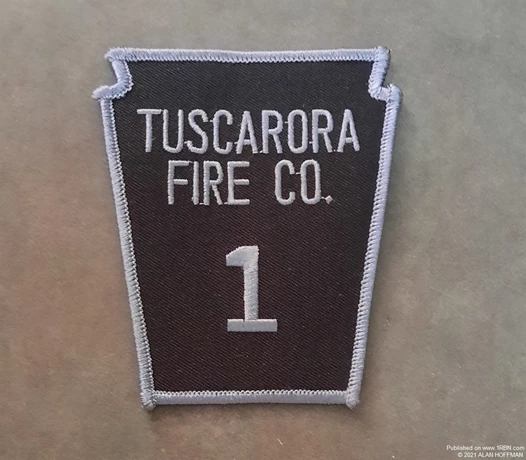 TUSCARORA
FIRE CO.
1
Published on www.1RBN.com
© 2021 ALAN HOFFMAN